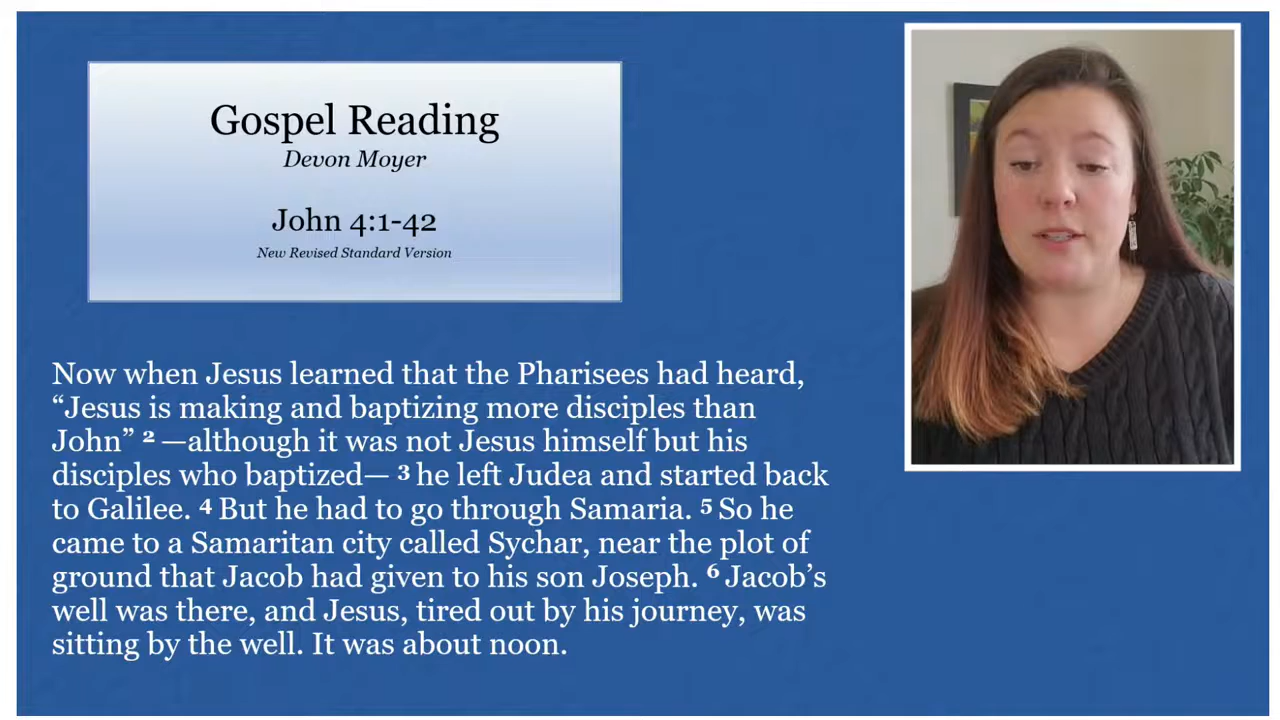 Gospel Reading
Devon Moyer
John 4:1-42
New Revised Standard Version
Now when Jesus learned that the Pharisees had heard,
“Jesus is making and baptizing more disciples than
John” 2 —although it was not Jesus himself but his
disciples who baptized— 3 he left Judea and started back
to Galilee. 4 But he had to go through Samaria. 5 So he
came to a Samaritan city called Sychar, near the plot of
ground that Jacob had given to his son Joseph. 6 Jacob’s
well was there, and Jesus, tired out by his journey, was
sitting by the well. It was about noon.